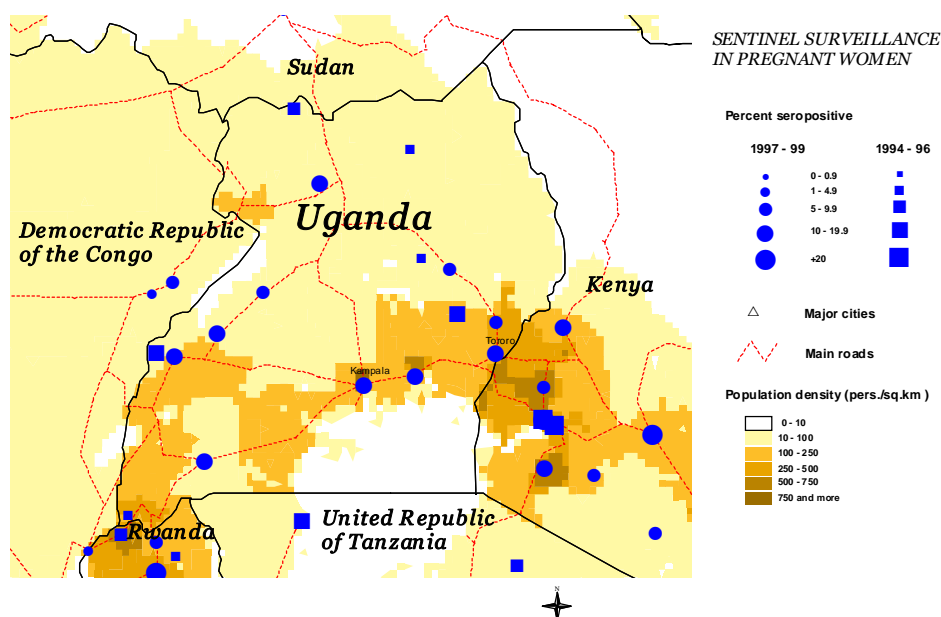 SENTINEL SURVEILLANCE
IN PREGNANT WOMEN
Sudan
Uganda
Democratic Republic
of the Congo
Kenya
Tororo
Kampala
Rwanda
United Republic
of Tanzania
Percent seropositive
1997 - 99 1994 - 96
0 - 0.9
1 - 4.9
5 - 9.9
10 - 19.9
+20
Major cities
Main roads
Population density (pers./sq.km )
0 - 10
10 - 100
100 - 250
250 - 500
500 - 750
750 and more
N